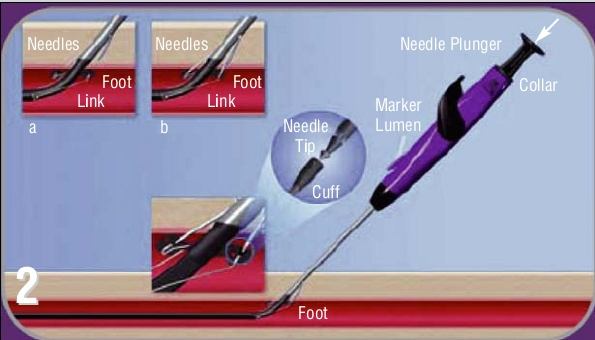 Needles
Foot
Link
a
Needles
Foot
Link
b
Needle Plunger
Collar
Marker
Lumen
Needle
Tip
Cuff
2
Foot